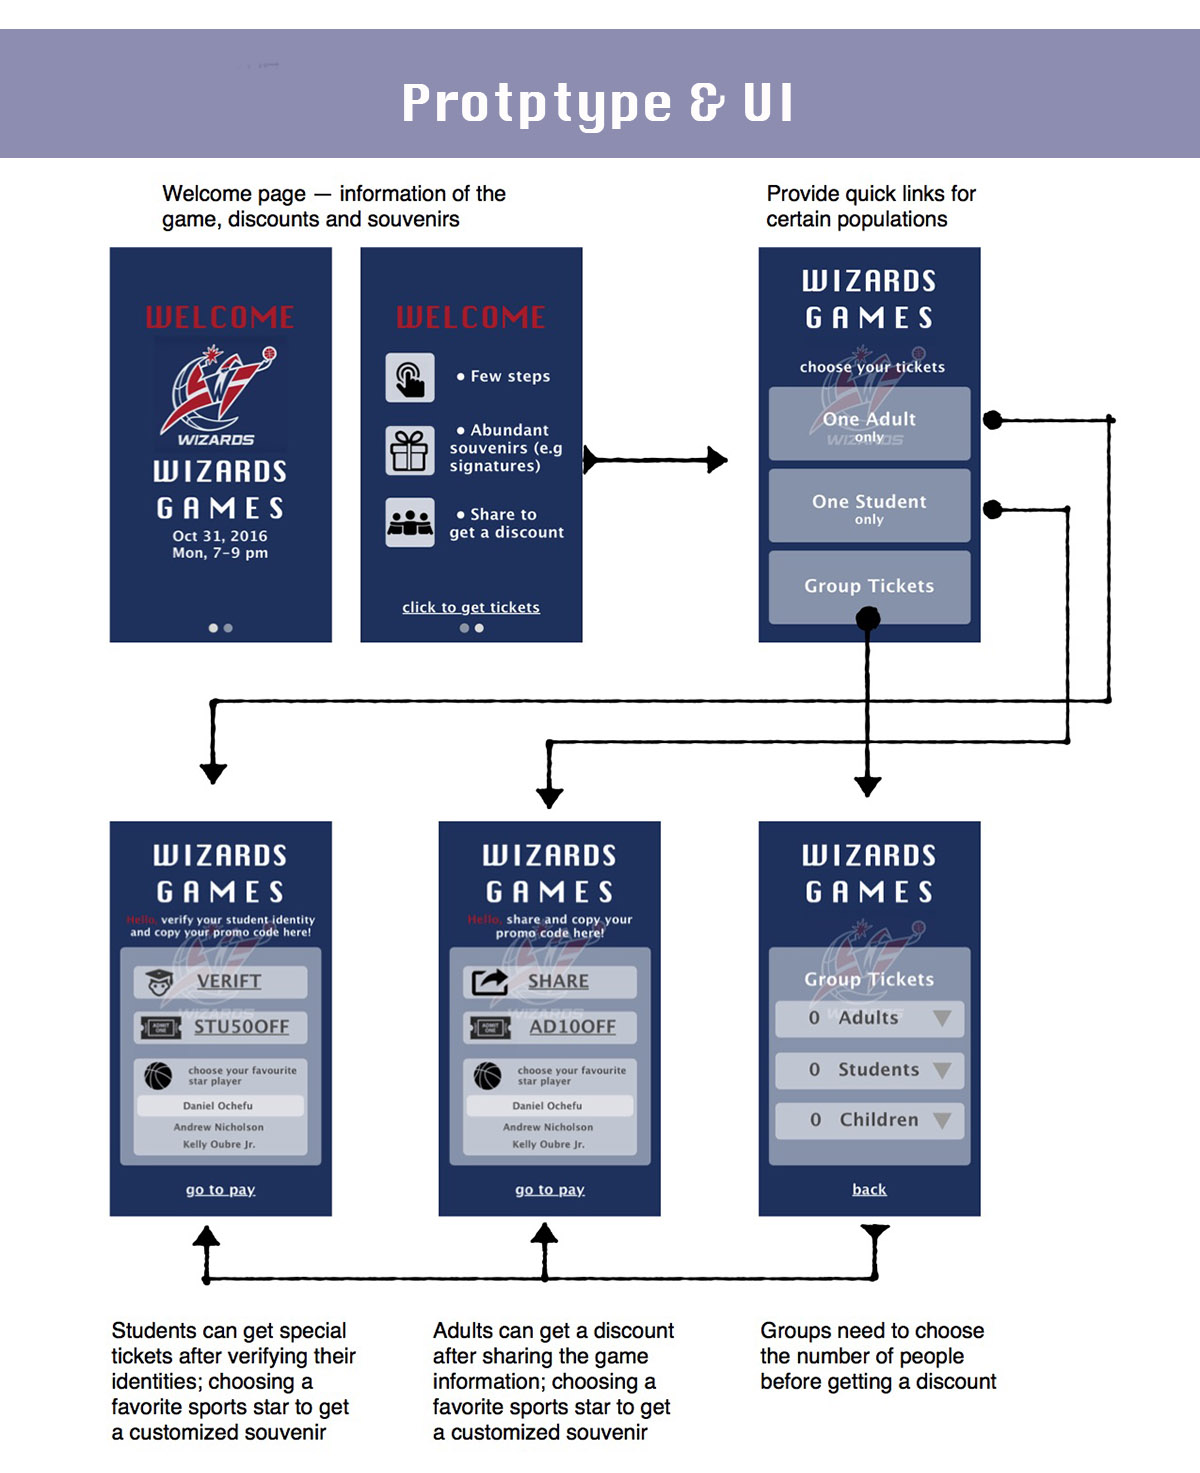 Protptype & UI
Welcome page — information of the
game, discounts and souvenirs
Provide quick links for
certain populations
WELCOME
WIZARDS
WIZARDS
GAMES
Oct 31, 2016
Mon, 7-9 pm
WELCOME
• Few steps
• Abundant
souvenirs (e.g
signatures)
• Share to
get a discount
click to get tickets
WIZARDS
GAMES
choose your tickets
One Adult
only
WIZARDS
One Student
only
Group Tickets
WIZARDS
GAMES
Hello, verify your student identity
and copy your promo code here!
VERIFT
WIZARDS
ADMIT
ONE
STU50OFF
choose your favourite
star player
Daniel Ochefu
Andrew Nicholson
Kelly Oubre Jr.
go to pay
WIZARDS
GAMES
Hello, share and copy your
promo code here!
SHARE
WIZARDS
ADMIT
ONE
AD10OFF
choose your favourite
star player
Daniel Ochefu
Andrew Nicholson
Kelly Oubre Jr.
go to pay
WIZARDS
GAMES
Group Tickets
0 Adults
0 Students
0 Children
back
Students can get special
tickets after verifying their
identities; choosing a
favorite sports star to get
a customized souvenir
Adults can get a discount
after sharing the game
information; choosing a
favorite sports star to get
a customized souvenir
Groups need to choose
the number of people
before getting a discount